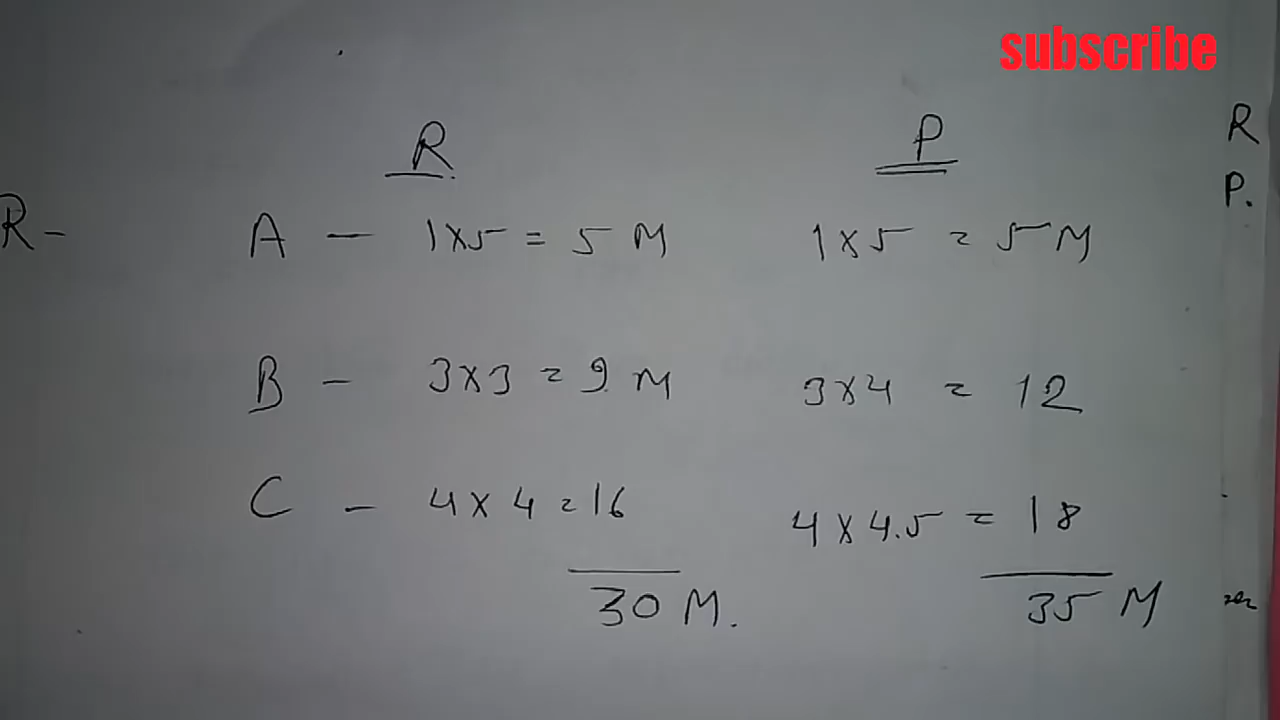 subscribe
R P R
P.
R - A - 1x5 = 5 M 1x5 = 5 M
B - 3x3 = 9 M 3x4 = 12
C - 4x4 = 16 4x4.5 = 18
30 M. 35 M